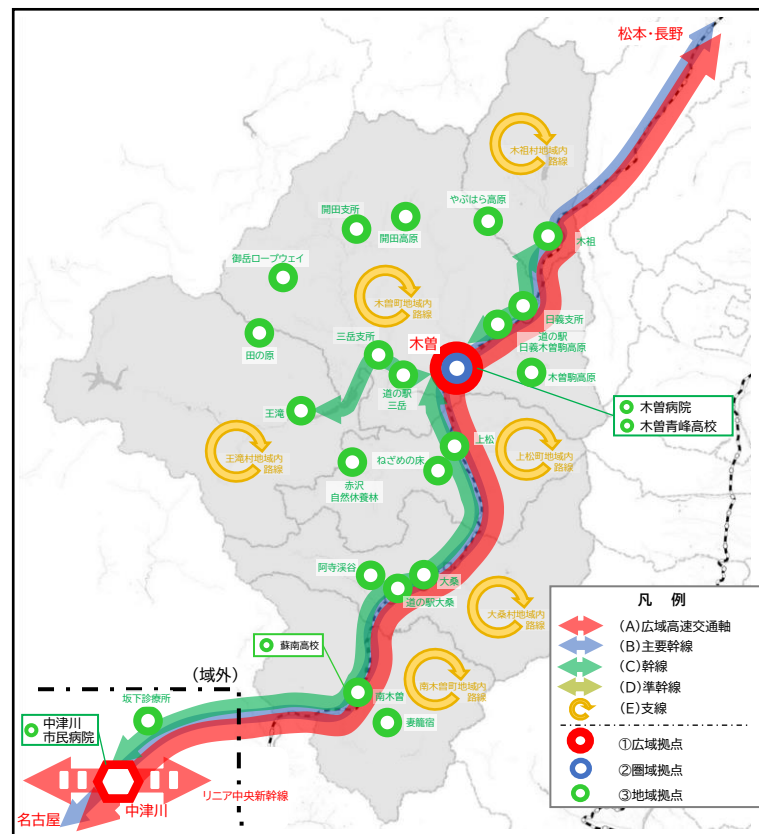 松本・長野
木祖村地域内
路線
やぶはら高原
開田支所
開田高原
木祖
御岳ロープウェイ
木曽町地域内
路線
日義支所
道の駅
日義木曽駒高原
田の原
三岳支所
木曽
木曽駒高原
道の駅
三岳
王滝
木曽病院
木曽青峰高校
上松
王滝村地域内
路線
ねざめの床
上松町地域内
路線
赤沢
自然休養林
阿寺渓谷
大桑
道の駅大桑
大桑村地域内
路線
蘇南高校
(域外)
坂下診療所
南木曽
南木曽町地域内
路線
妻籠宿
中津川
市民病院
リニア中央新幹線
中津川
名古屋
凡 例
(A)広域高速交通軸
(B)主要幹線
(C)幹線
(D)準幹線
(E)支線
①広域拠点
②圏域拠点
③地域拠点